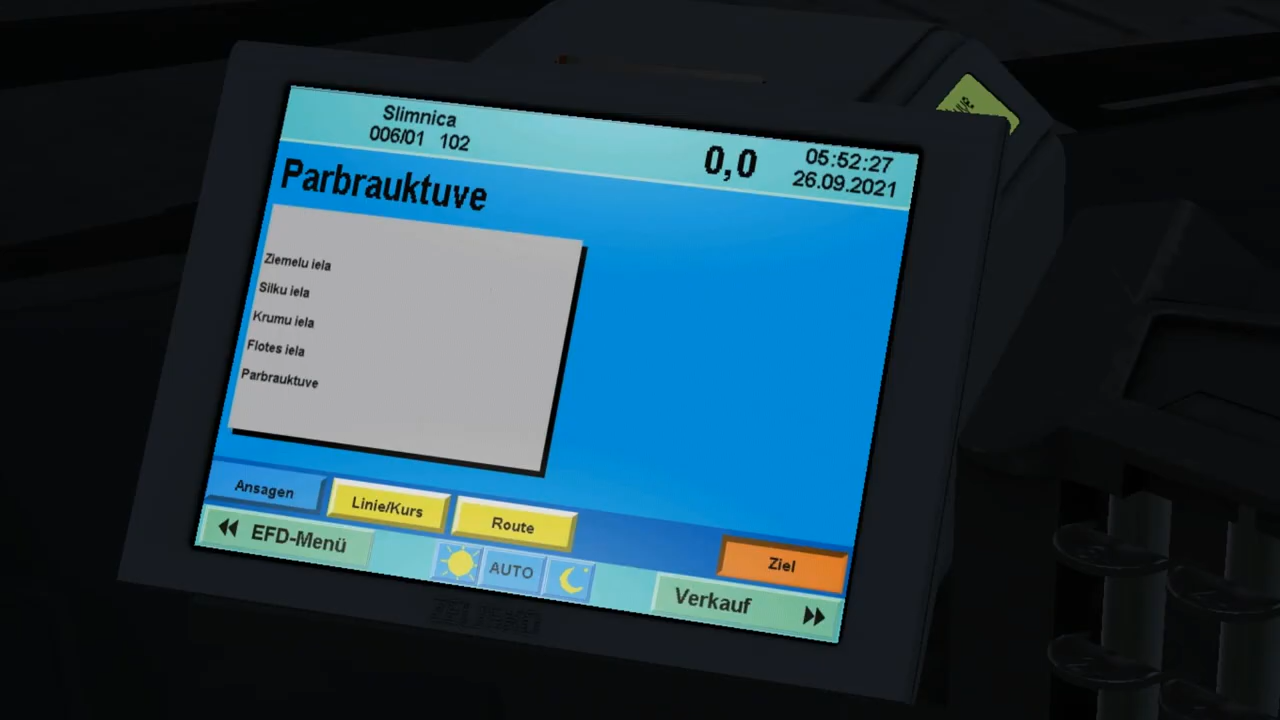 Slimnica
006/01 102
0,0
05:52:27
26.09.2021
Parbrauktuve
Ziemelu iela
Silku iela
Krumu iela
Flotes iela
Parbrauktuve
Ansagen
Linie/Kurs
Route
Ziel
EFD-Menü
AUTO
Verkauf